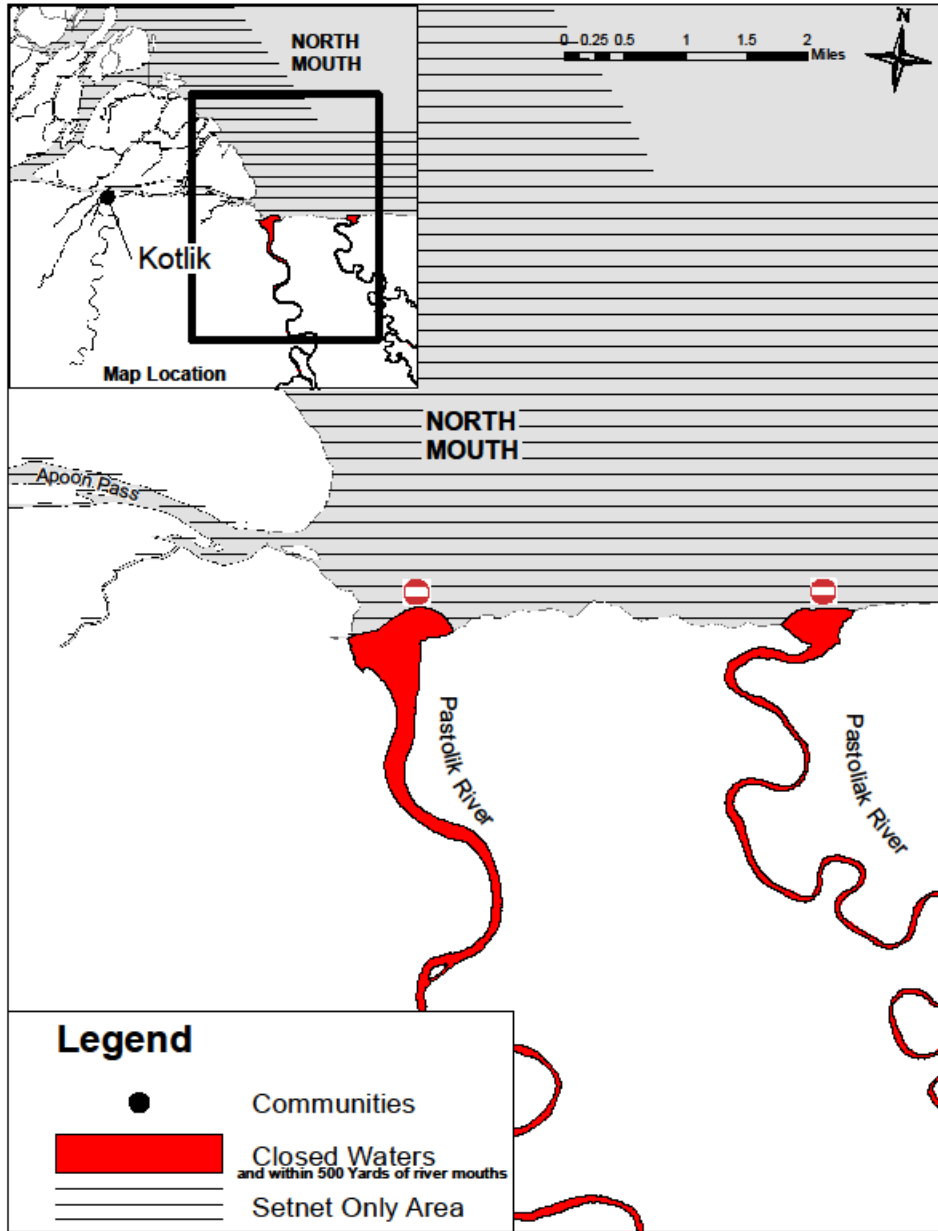 NORTH
MOUTH
Kotlik
Map Location
N
0 0.25 0.5 1 1.5 2
Miles
NORTH
MOUTH
Apoon Pass
Pastolik River
Pastoliak River
Legend
Communities
Closed Waters
and within 500 Yards of river mouths
Setnet Only Area